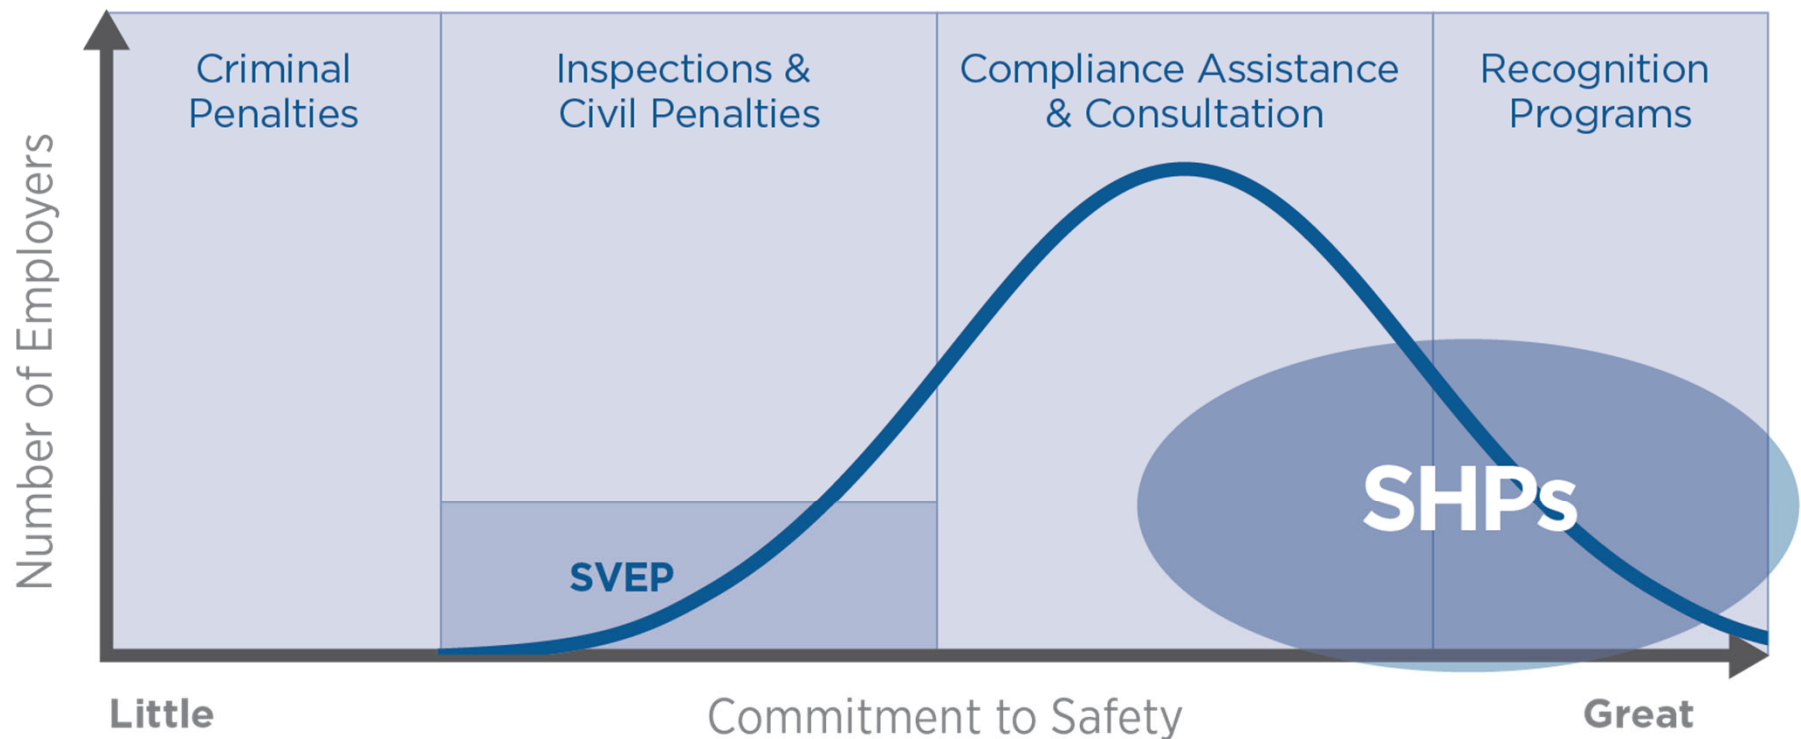 Criminal
Penalties
Inspections &
Civil Penalties
Compliance Assistance
& Consultation
Recognition
Programs
Number of Employers
SVEP
SHPs
Little
Commitment to Safety
Great